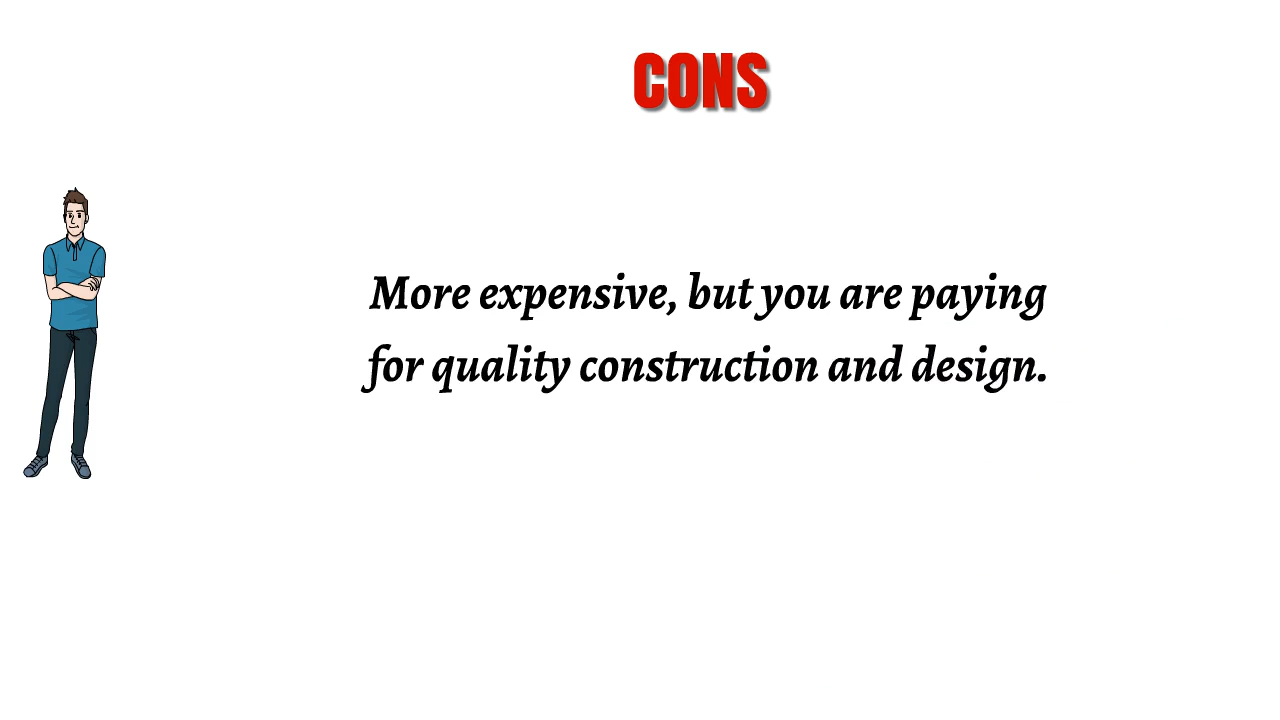 CONS
More expensive, but you are paying
for quality construction and design.